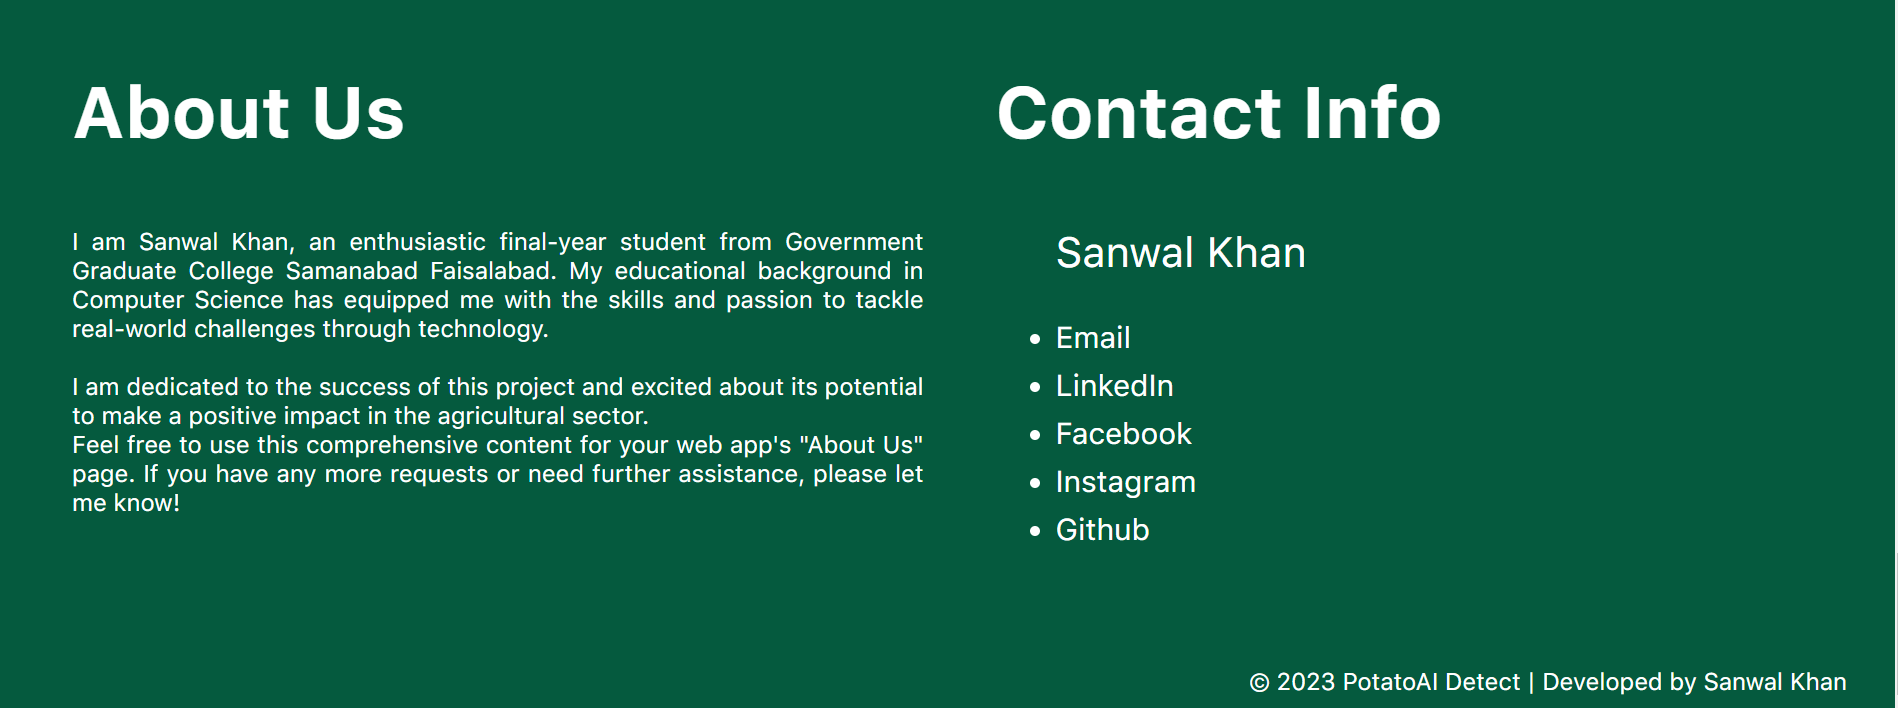 About Us
I am Sanwal Khan, an enthusiastic final-year student from Government
Graduate College Samanabad Faisalabad. My educational background in
Computer Science has equipped me with the skills and passion to tackle
real-world challenges through technology.
I am dedicated to the success of this project and excited about its potential
to make a positive impact in the agricultural sector.
Feel free to use this comprehensive content for your web app's "About Us"
page. If you have any more requests or need further assistance, please let
me know!
Contact Info
Sanwal Khan
• Email
• LinkedIn
• Facebook
• Instagram
• Github
© 2023 PotatoAI Detect | Developed by Sanwal Khan